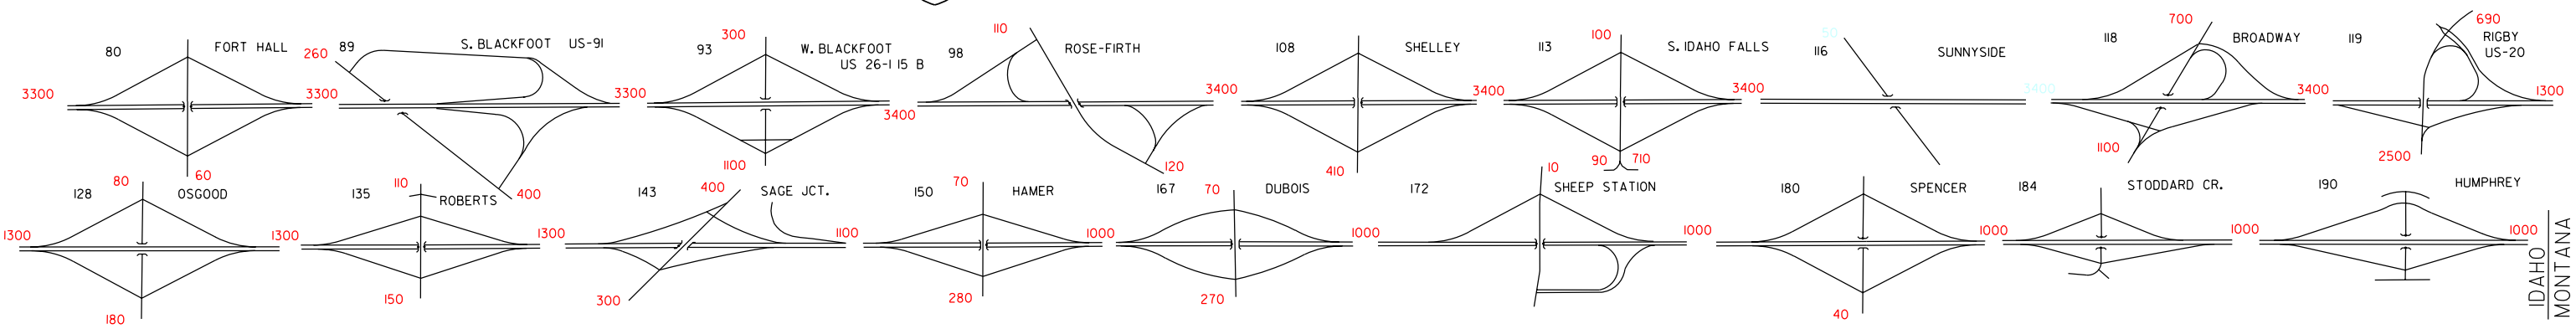 80 FORT HALL
3300
60
89 S. BLACKFOOT US-91
260
3300
400
93 W. BLACKFOOT
US 26-I 15 B
300
3300
3400
1100
98 ROSE-FIRTH
110
120
3400
108 SHELLEY
3400
410
113 S. IDAHO FALLS
100
3400
90 710
116 SUNNYSIDE
50
3400
118 BROADWAY
700
3400
1100
119 RIGBY
US-20
690
1300
2500
128 OSGOOD
80
1300
1300
180
135 ROBERTS
110
1300
150
143 SAGE JCT.
400
1100
300
150 HAMER
70
1000
280
167 DUBOIS
70
1000
270
172 SHEEP STATION
10
1000
180 SPENCER
1000
40
184 STODDARD CR.
1000
190 HUMPHREY
1000
IDAHO
MONTANA